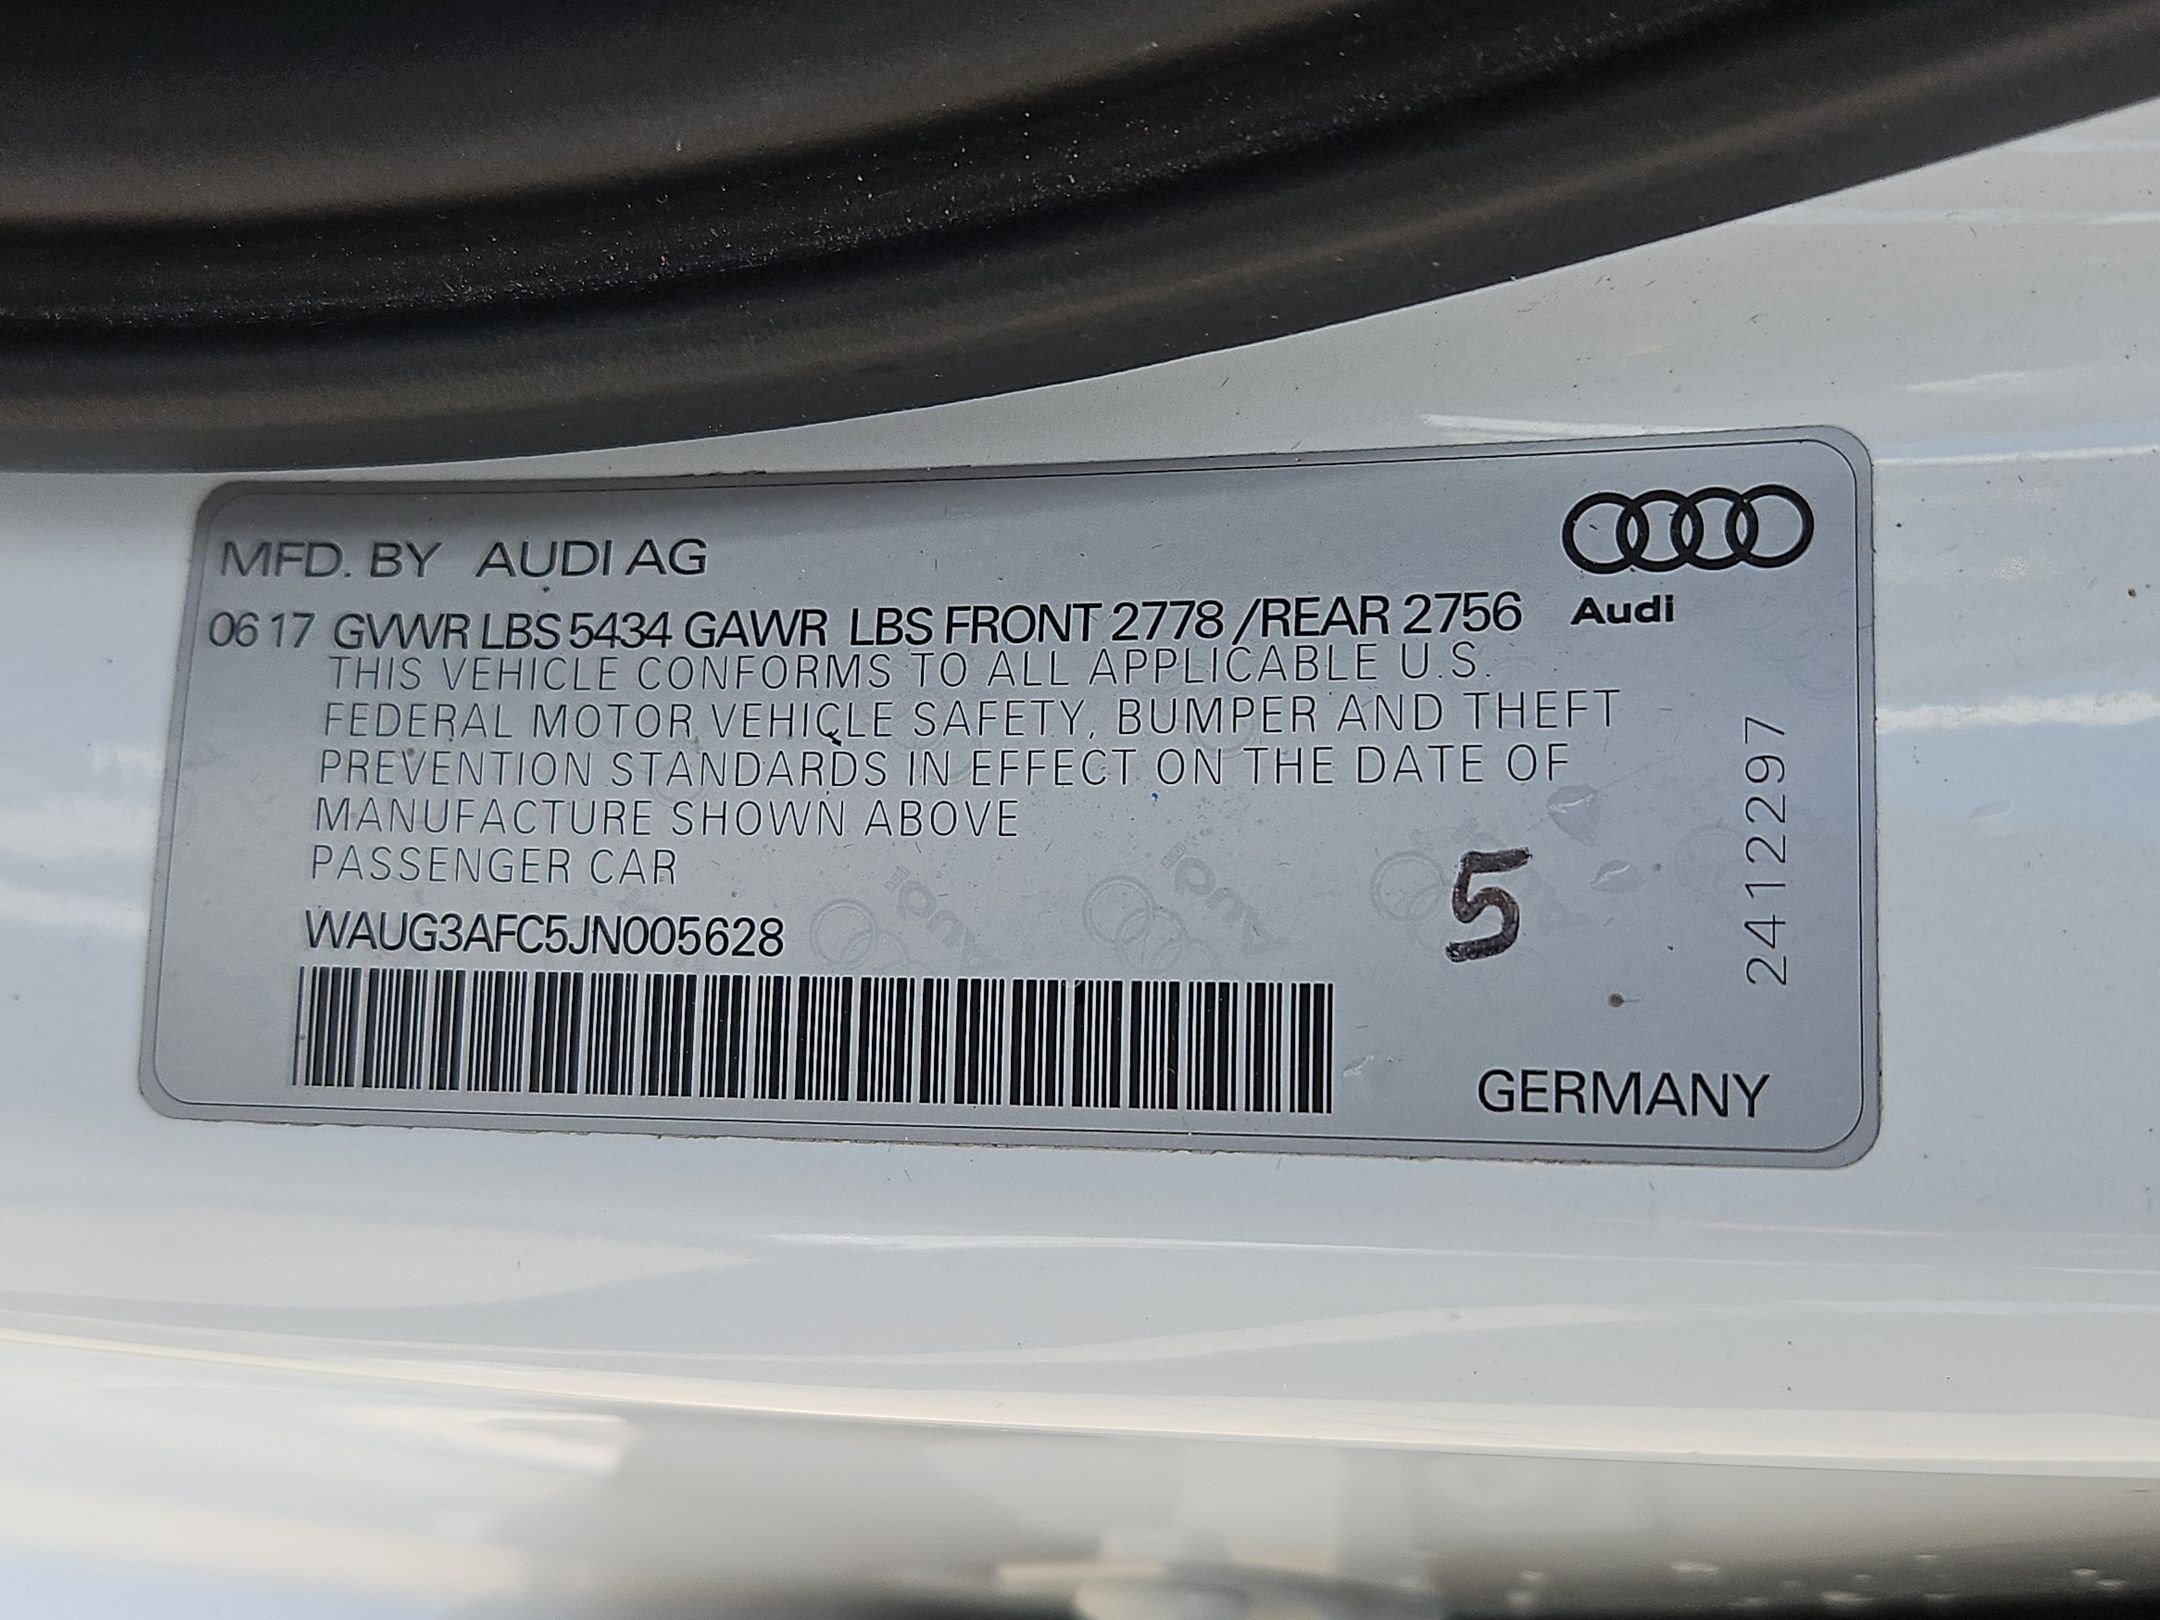 MFD. BY AUDI AG
06 17 GVWR LBS 5434 GAWR LBS FRONT 2778 /REAR 2756
Audi
THIS VEHICLE CONFORMS TO ALL APPLICABLE U.S.
FEDERAL MOTOR VEHICLE SAFETY, BUMPER AND THEFT
PREVENTION STANDARDS IN EFFECT ON THE DATE OF
MANUFACTURE SHOWN ABOVE
PASSENGER CAR
WAUG3AFC5JN005628
5
2412297
GERMANY